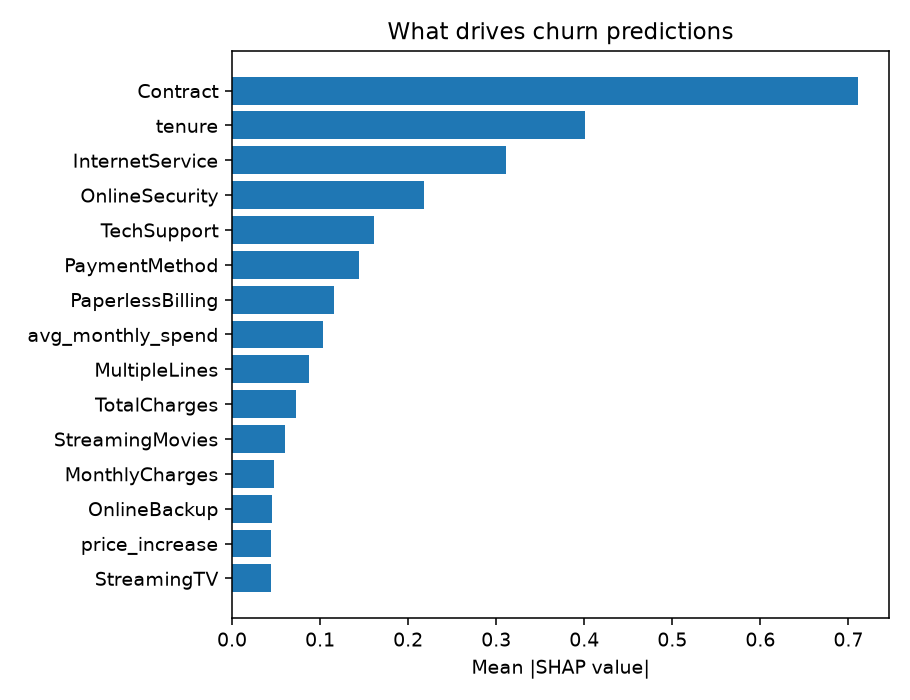 What drives churn predictions
Contract
tenure
InternetService
OnlineSecurity
TechSupport
PaymentMethod
PaperlessBilling
avg_monthly_spend
MultipleLines
TotalCharges
StreamingMovies
MonthlyCharges
OnlineBackup
price_increase
StreamingTV
0.0 0.1 0.2 0.3 0.4 0.5 0.6 0.7
Mean |SHAP value|